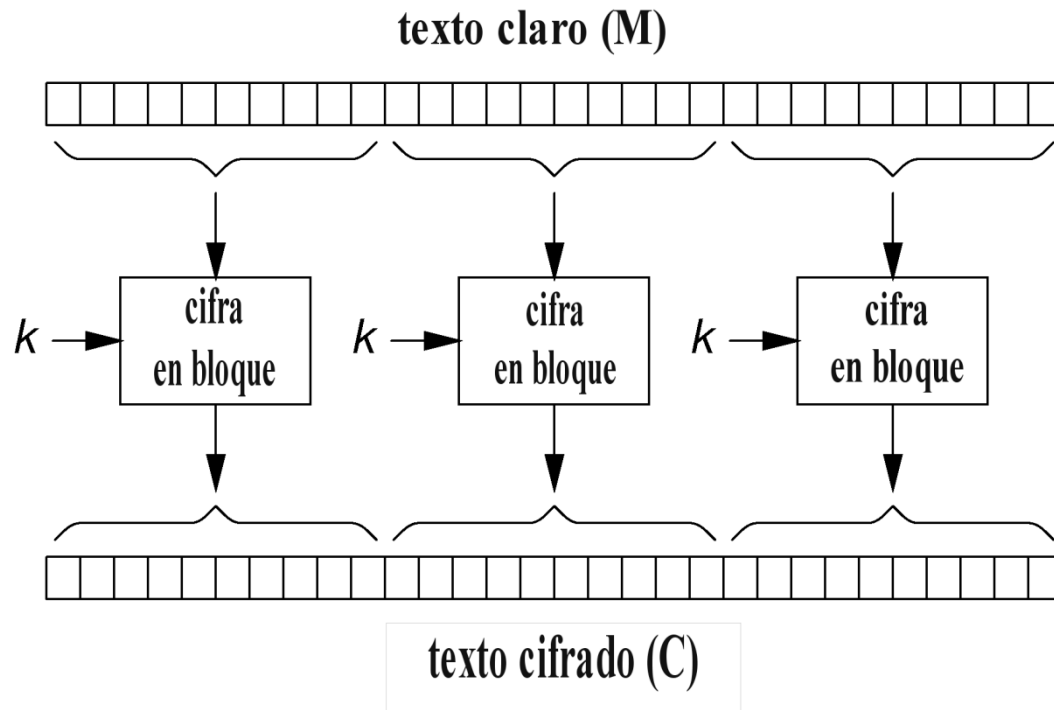 texto claro (M)
k
cifra
en bloque
k
cifra
en bloque
k
cifra
en bloque
texto cifrado (C)